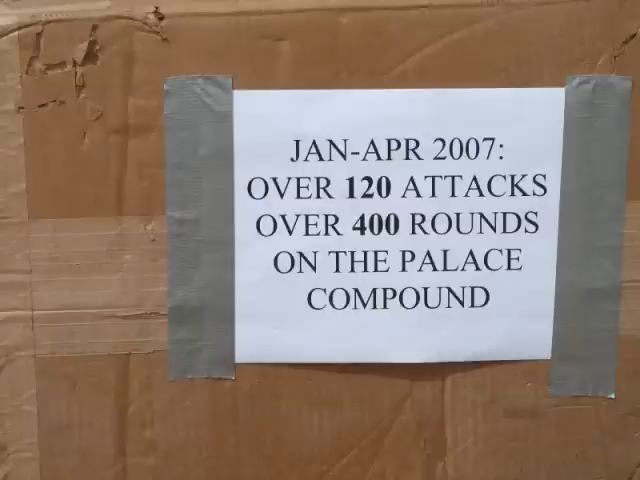 JAN-APR 2007:
OVER 120 ATTACKS
OVER 400 ROUNDS
ON THE PALACE
COMPOUND